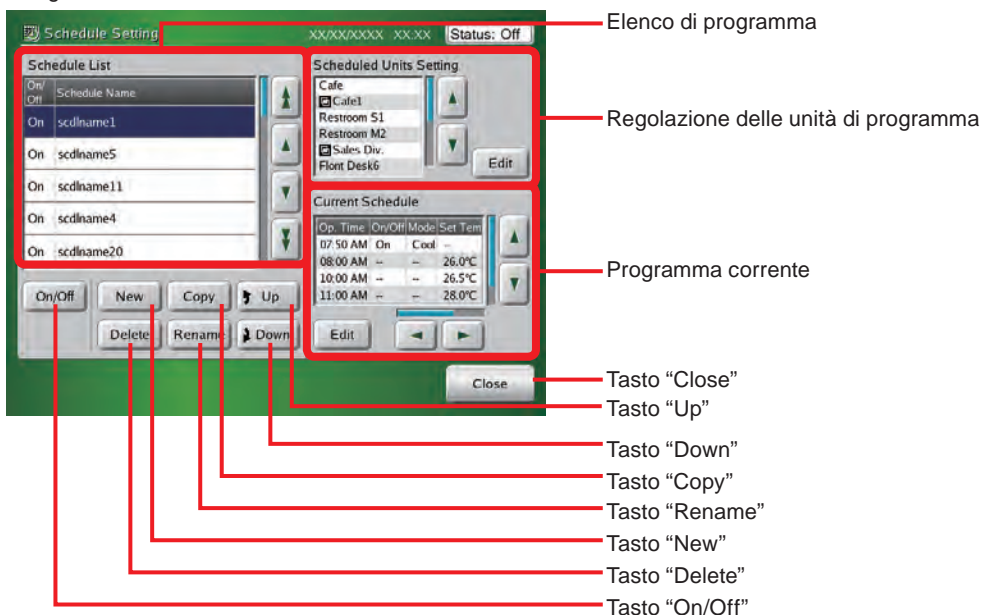 Schedule Setting
XX/XX/XXXX XX:XX
Status: Off
Schedule List
On/Off Schedule Name
On scdlname1
On scdlname5
On scdlname11
On scdlname4
On scdlname20
On/Off
New
Copy
Up
Delete
Rename
Down
Scheduled Units Setting
Cafe
Cafe1
Restroom S1
Restroom M2
Sales Div.
Flont Desk6
Edit
Current Schedule
Op. Time On/Off Mode Set Tem
07:50 AM On Cool --
08:00 AM -- -- 26.0°C
10:00 AM -- -- 26.5°C
11:00 AM -- -- 28.0°C
Edit
Close
Elenco di programma
Regolazione delle unità di programma
Programma corrente
Tasto “Close”
Tasto “Up”
Tasto “Down”
Tasto “Copy”
Tasto “Rename”
Tasto “New”
Tasto “Delete”
Tasto “On/Off”